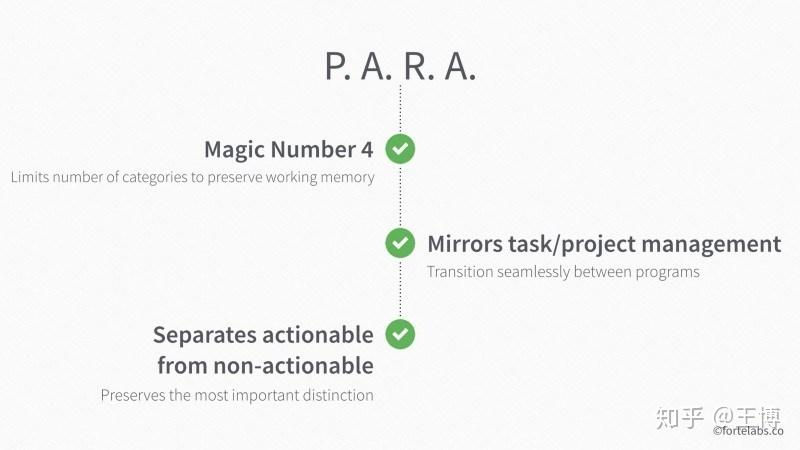 P. A. R. A.
Magic Number 4
Limits number of categories to preserve working memory
Mirrors task/project management
Transition seamlessly between programs
Separates actionable
from non-actionable
Preserves the most important distinction
知乎 @王博
©fortelabs.co